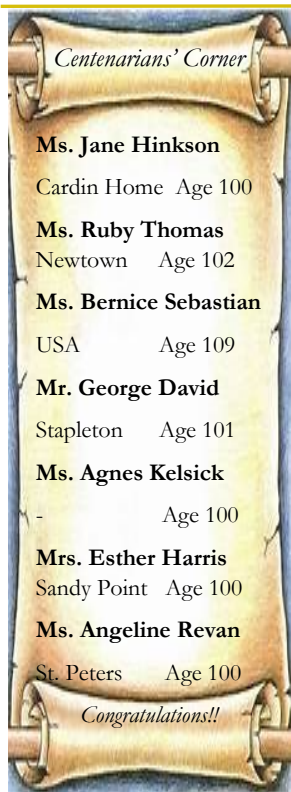 Centenarians' Corner
Ms. Jane Hinkson
Cardin Home Age 100
Ms. Ruby Thomas
Newtown Age 102
Ms. Bernice Sebastian
USA Age 109
Mr. George David
Stapleton Age 101
Ms. Agnes Kelsick
- Age 100
Mrs. Esther Harris
Sandy Point Age 100
Ms. Angeline Revan
St. Peters Age 100
Congratulations!!